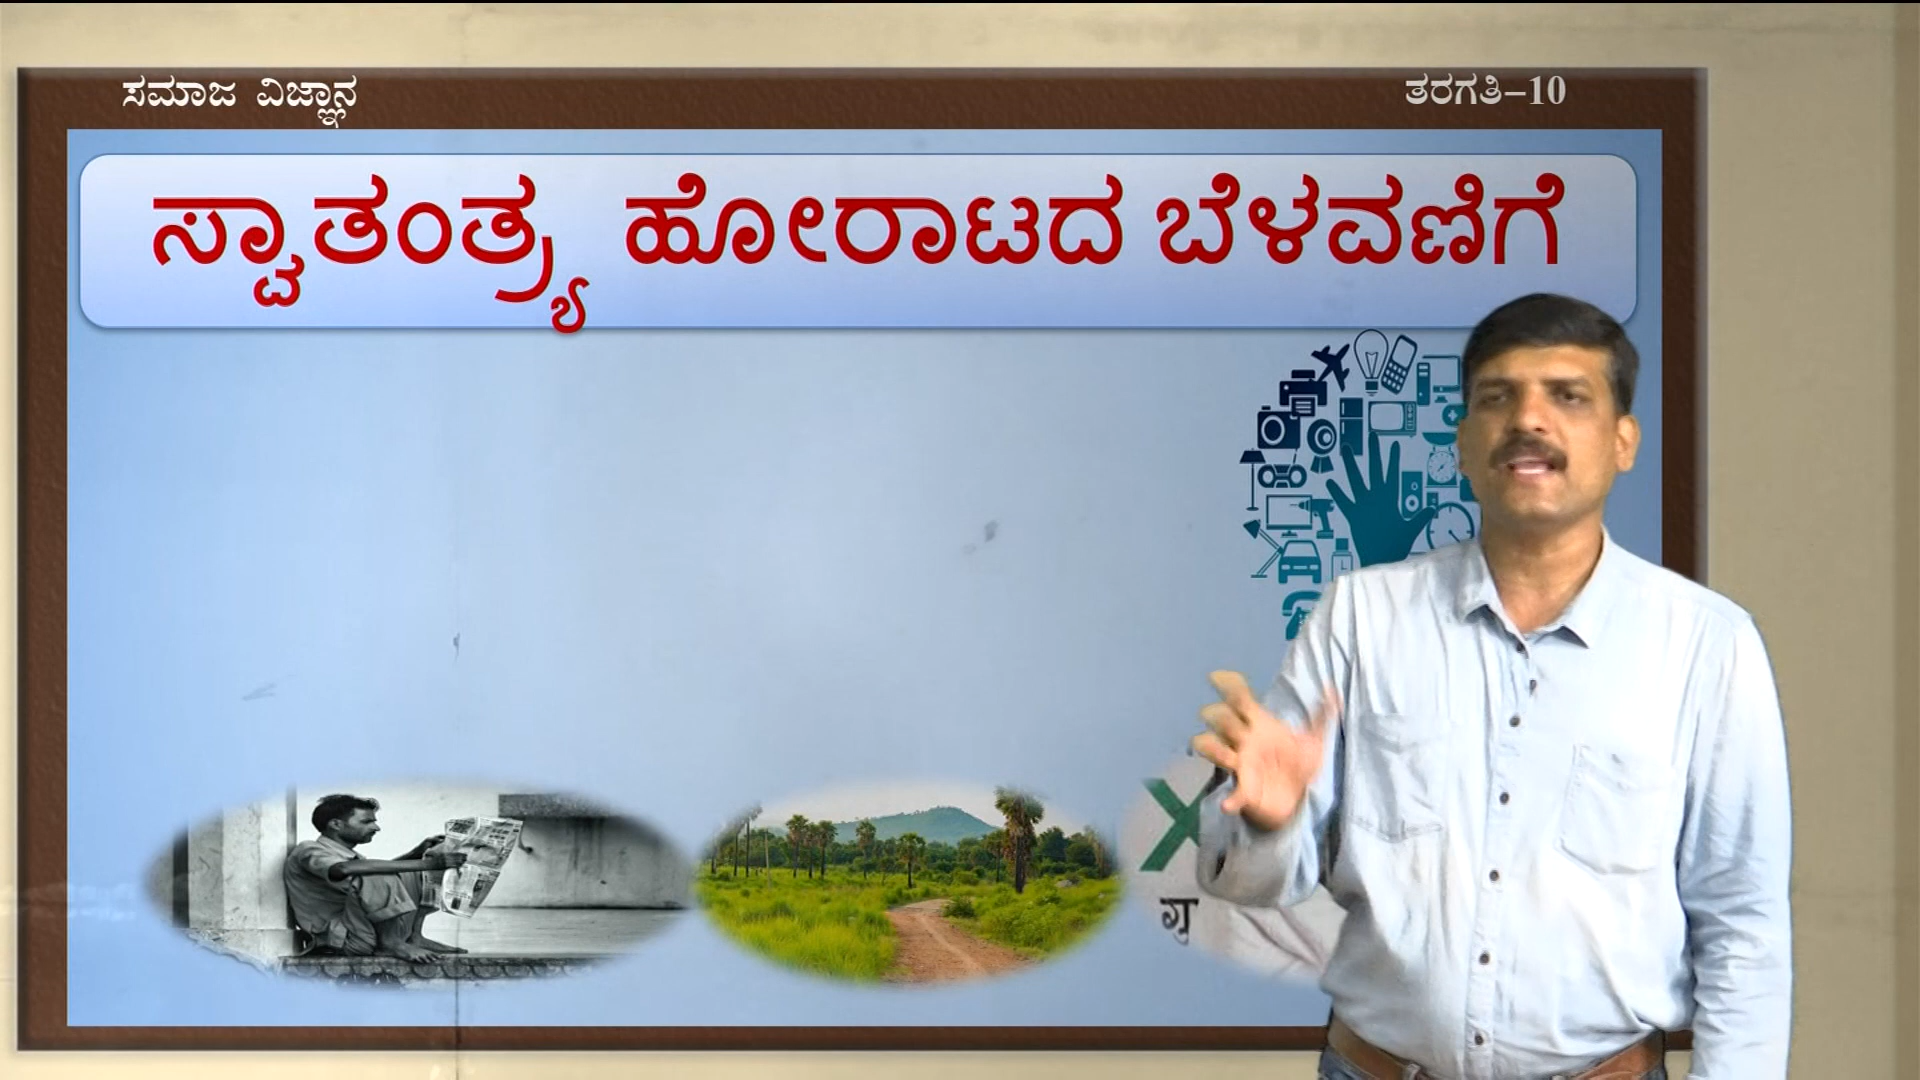 ಸಮಾಜ ವಿಜ್ಞಾನ
ತರಗತಿ-10
ಸ್ವಾತಂತ್ರ್ಯ ಹೋರಾಟದ ಬೆಳವಣಿಗೆ